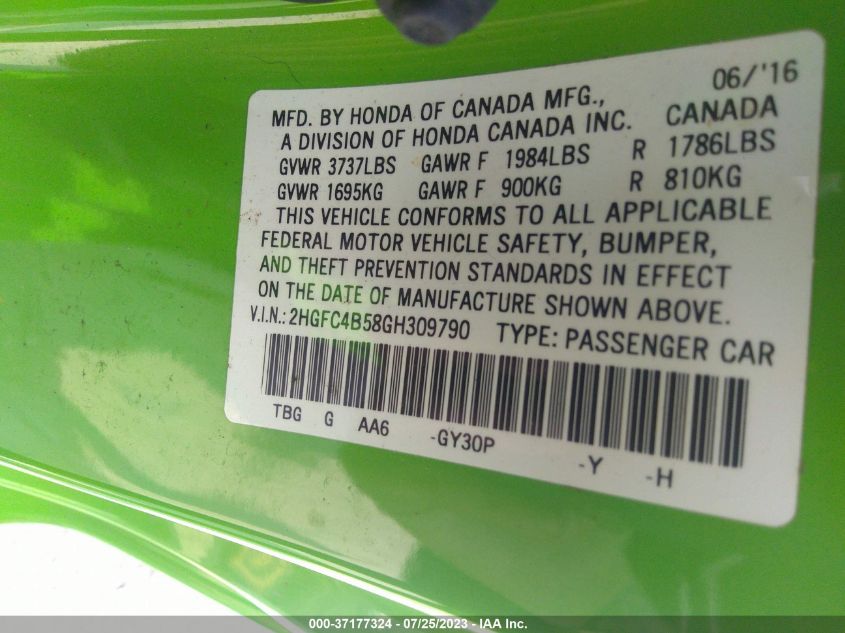 06/'16
MFD. BY HONDA OF CANADA MFG.,
A DIVISION OF HONDA CANADA INC. CANADA
GVWR 3737LBS GAWR F 1984LBS R 1786LBS
GVWR 1695KG GAWR F 900KG R 810KG
THIS VEHICLE CONFORMS TO ALL APPLICABLE
FEDERAL MOTOR VEHICLE SAFETY, BUMPER,
AND THEFT PREVENTION STANDARDS IN EFFECT
ON THE DATE OF MANUFACTURE SHOWN ABOVE.
V.I.N.: 2HGFC4B58GH309790 TYPE: PASSENGER CAR
TBG G AA6 -GY30P -Y -H
000-37177324 - 07/25/2023 - IAA Inc.